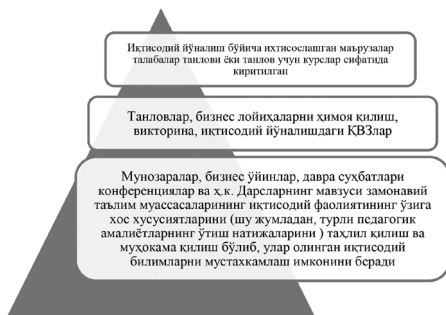 Иқтисодий йўналиш бўйича ихтисослашган маърузалар
талабалар танлови ёки танлов учун курслар сифатида
киритилган
Танловлар, бизнес лойиҳаларни ҳимоя қилиш,
викторина, иқтисодий йўналишдаги ҚВЗлар
Мунозаралар, бизнес ўйинлар, давра суҳбатлари
конференциялар ва ҳ.к. Дарсларнинг мавзуси замонавий
таълим муассасаларининг иқтисодий фаолиятининг ўзига
хос хусусиятларини (шу жумладан, турли педагогик
амалиётларнинг ўтиш натижаларини ) таҳлил қилиш ва
муҳокама қилиш бўлиб, улар олинган иқтисодий
билимларни мустахкамлаш имконини беради